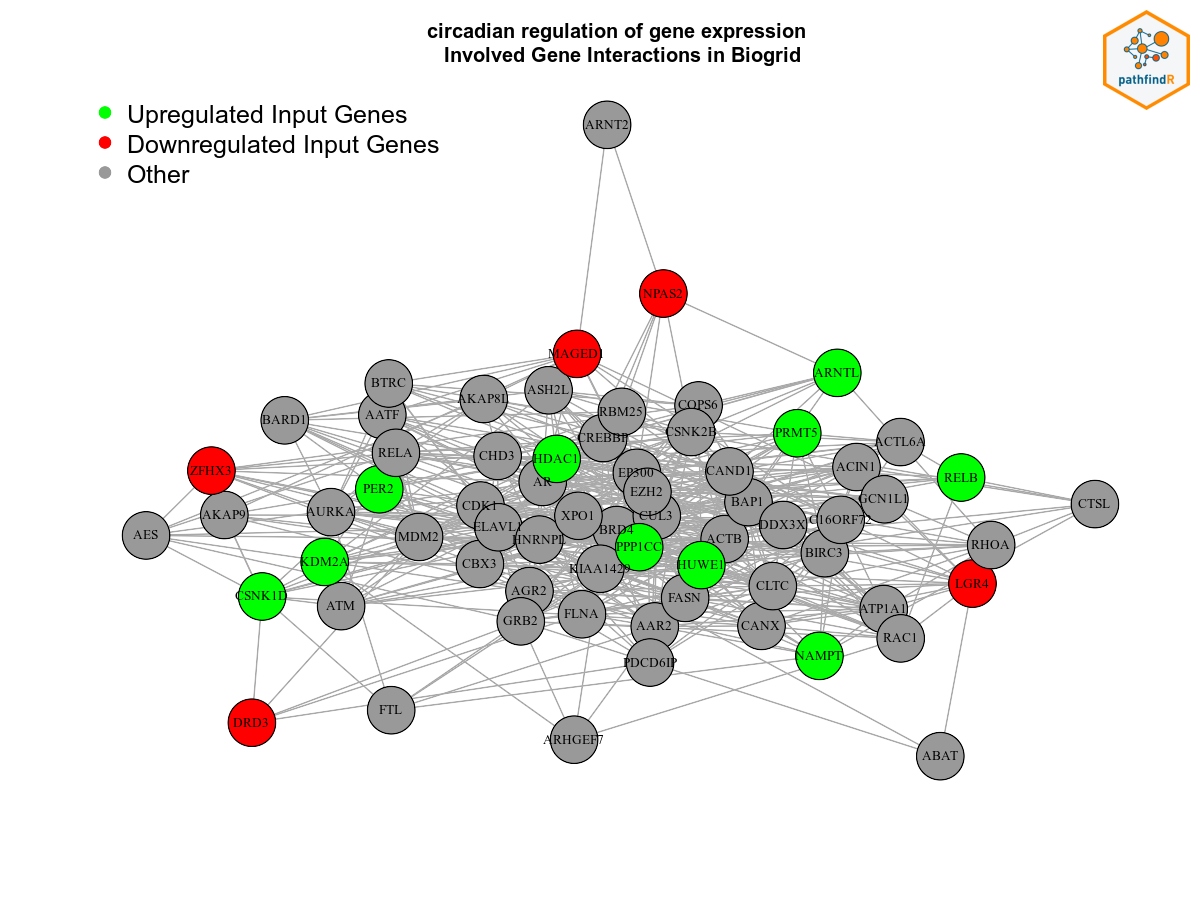 circadian regulation of gene expression
Involved Gene Interactions in Biogrid
pathfindR
Upregulated Input Genes
Downregulated Input Genes
Other
ARNT2
NPAS2
MAGED1
ARNTL
BTRC
ASH2L
AKAP8L
COPS6
RBM25
AATF
BARD1
CSNK2B
PRMT5
CREBBP
ACTL6A
RELA
CHD3
HDAC1
ACIN1
ZFHX3
CAND1
EP300
RELB
AR
PER2
EZH2
GCN1L1
BAP1
CTSL
CDK1
AKAP9
AURKA
XPO1
CUL3
C16ORF72
DDX3X
ELAVL1
BRD4
AES
MDM2
HNRNPL
ACTB
PPP1CC
RHOA
BIRC3
KDM2A
CBX3
HUWE1
KIAA1429
LGR4
CLTC
AGR2
CSNK1D
FASN
ATM
ATP1A1
FLNA
GRB2
AAR2
CANX
RAC1
NAMPT
PDCD6IP
FTL
DRD3
ARHGEF7
ABAT